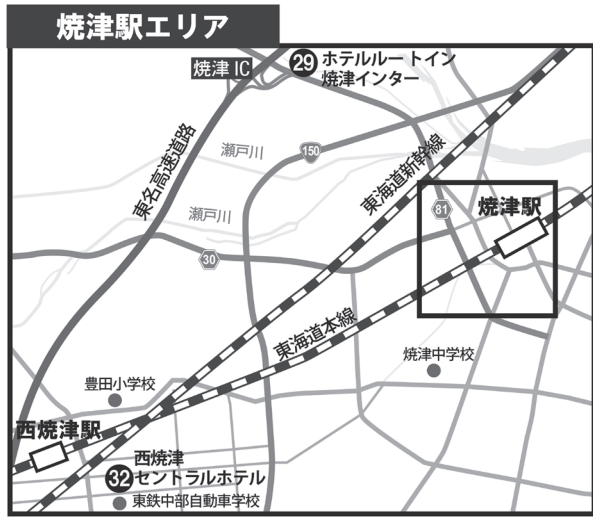 焼津駅エリア
焼津 IC
29
ホテルルートイン
焼津インター
東名高速道路
瀬戸川
150
東海道新幹線
瀬戸川
81
焼津駅
30
東海道本線
焼津中学校
豊田小学校
西焼津駅
32
西焼津
セントラルホテル
東鉄中部自動車学校